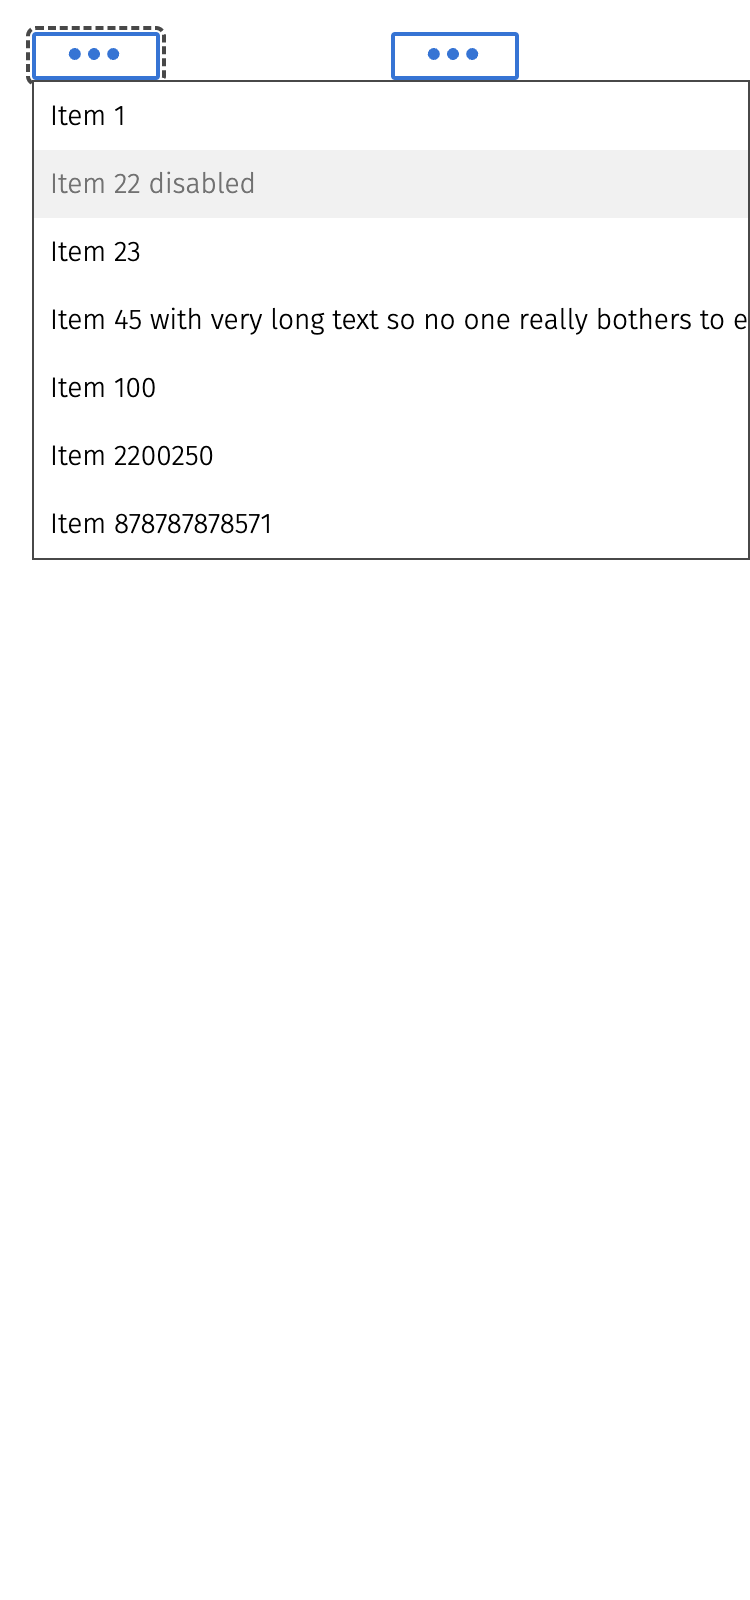 Item 1
Item 22 disabled
Item 23
Item 45 with very long text so no one really bothers to e
Item 100
Item 2200250
Item 878787878571